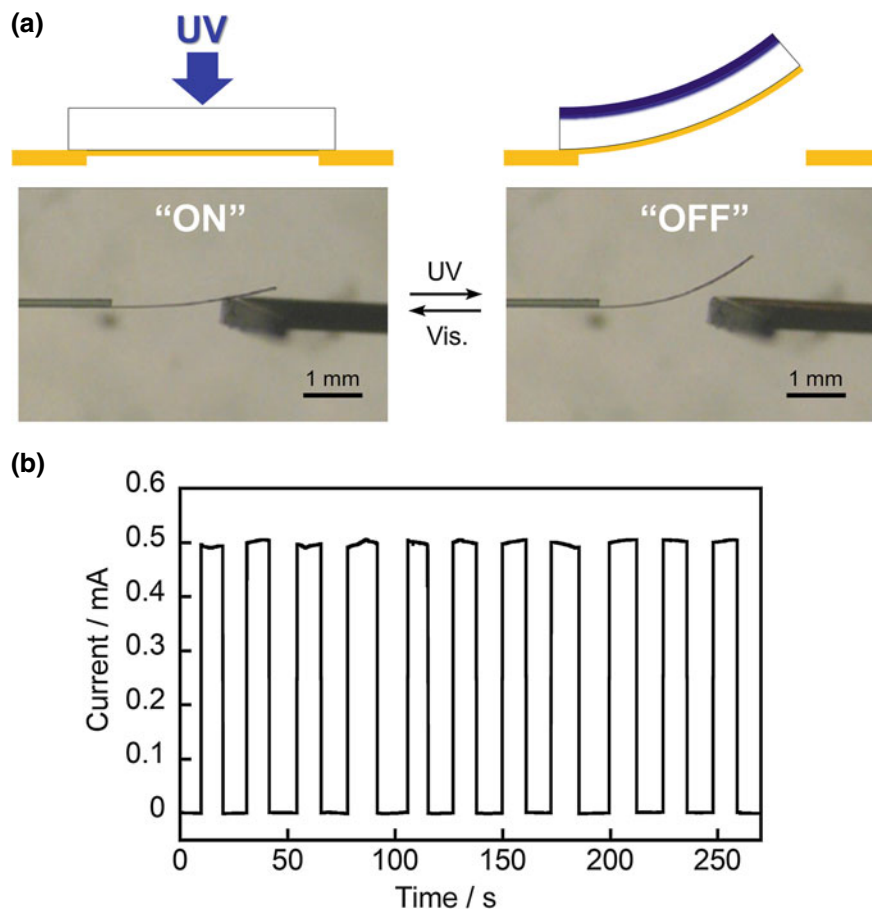 (a)
UV
“ON”
“OFF”
UV
Vis.
1 mm
1 mm
(b)
Current / mA
0.6
0.5
0.4
0.3
0.2
0.1
0
0
50
100
150
200
250
Time / s